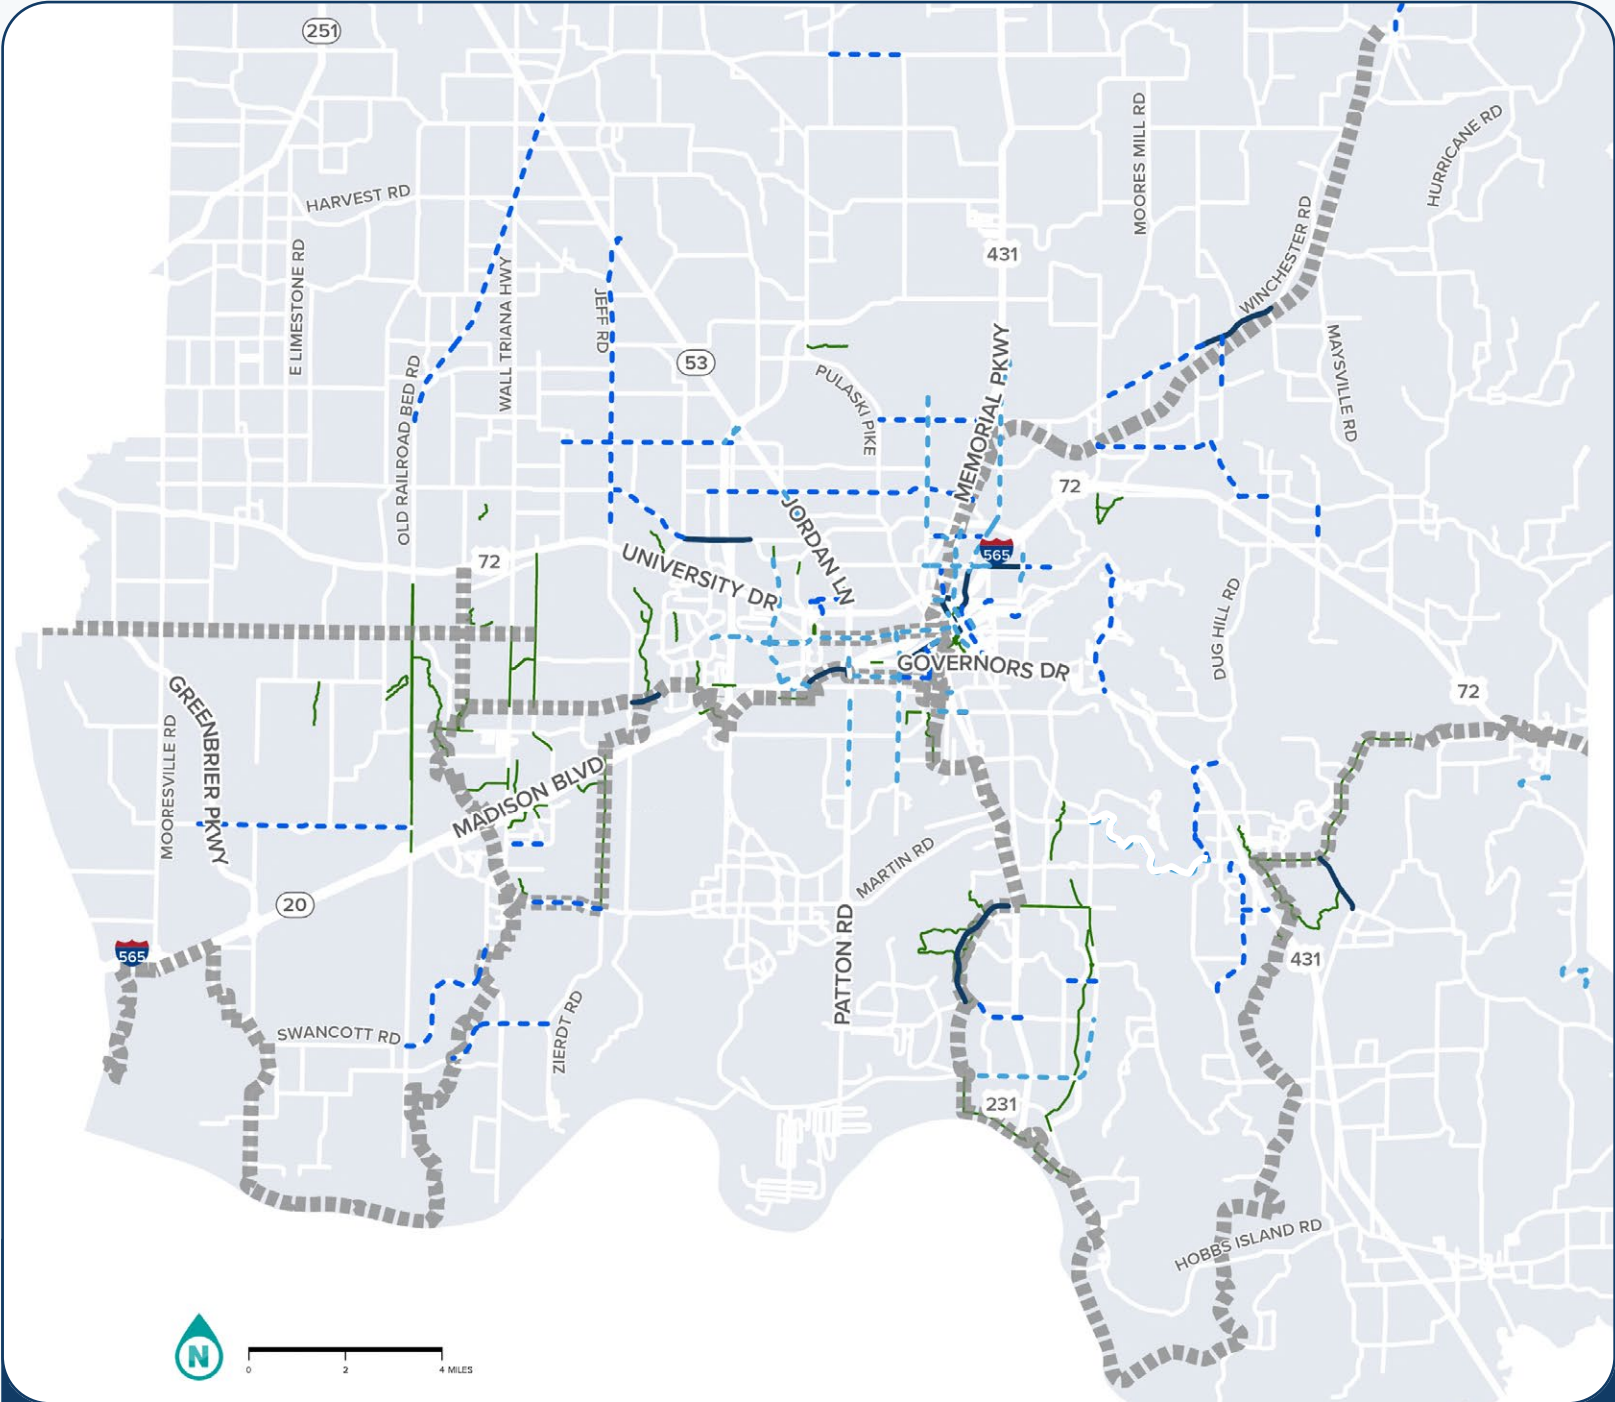 251
HARVEST RD
E LIMESTONE RD
OLD RAILROAD BED RD
WALL TRIANA HWY
JEFF RD
53
PULASKI PIKE
431
MEMORIAL PKWY
MOORES MILL RD
WINCHESTER RD
HURRICANE RD
MAYSVILLE RD
72
72
JORDAN LN
UNIVERSITY DR
565
GOVERNORS DR
DUG HILL RD
72
GREENBRIER PKWY
MOORESVILLE RD
MADISON BLVD
20
MARTIN RD
PATTON RD
565
SWANCOTT RD
ZIERDT RD
431
231
HOBBS ISLAND RD
N
0 2 4 MILES